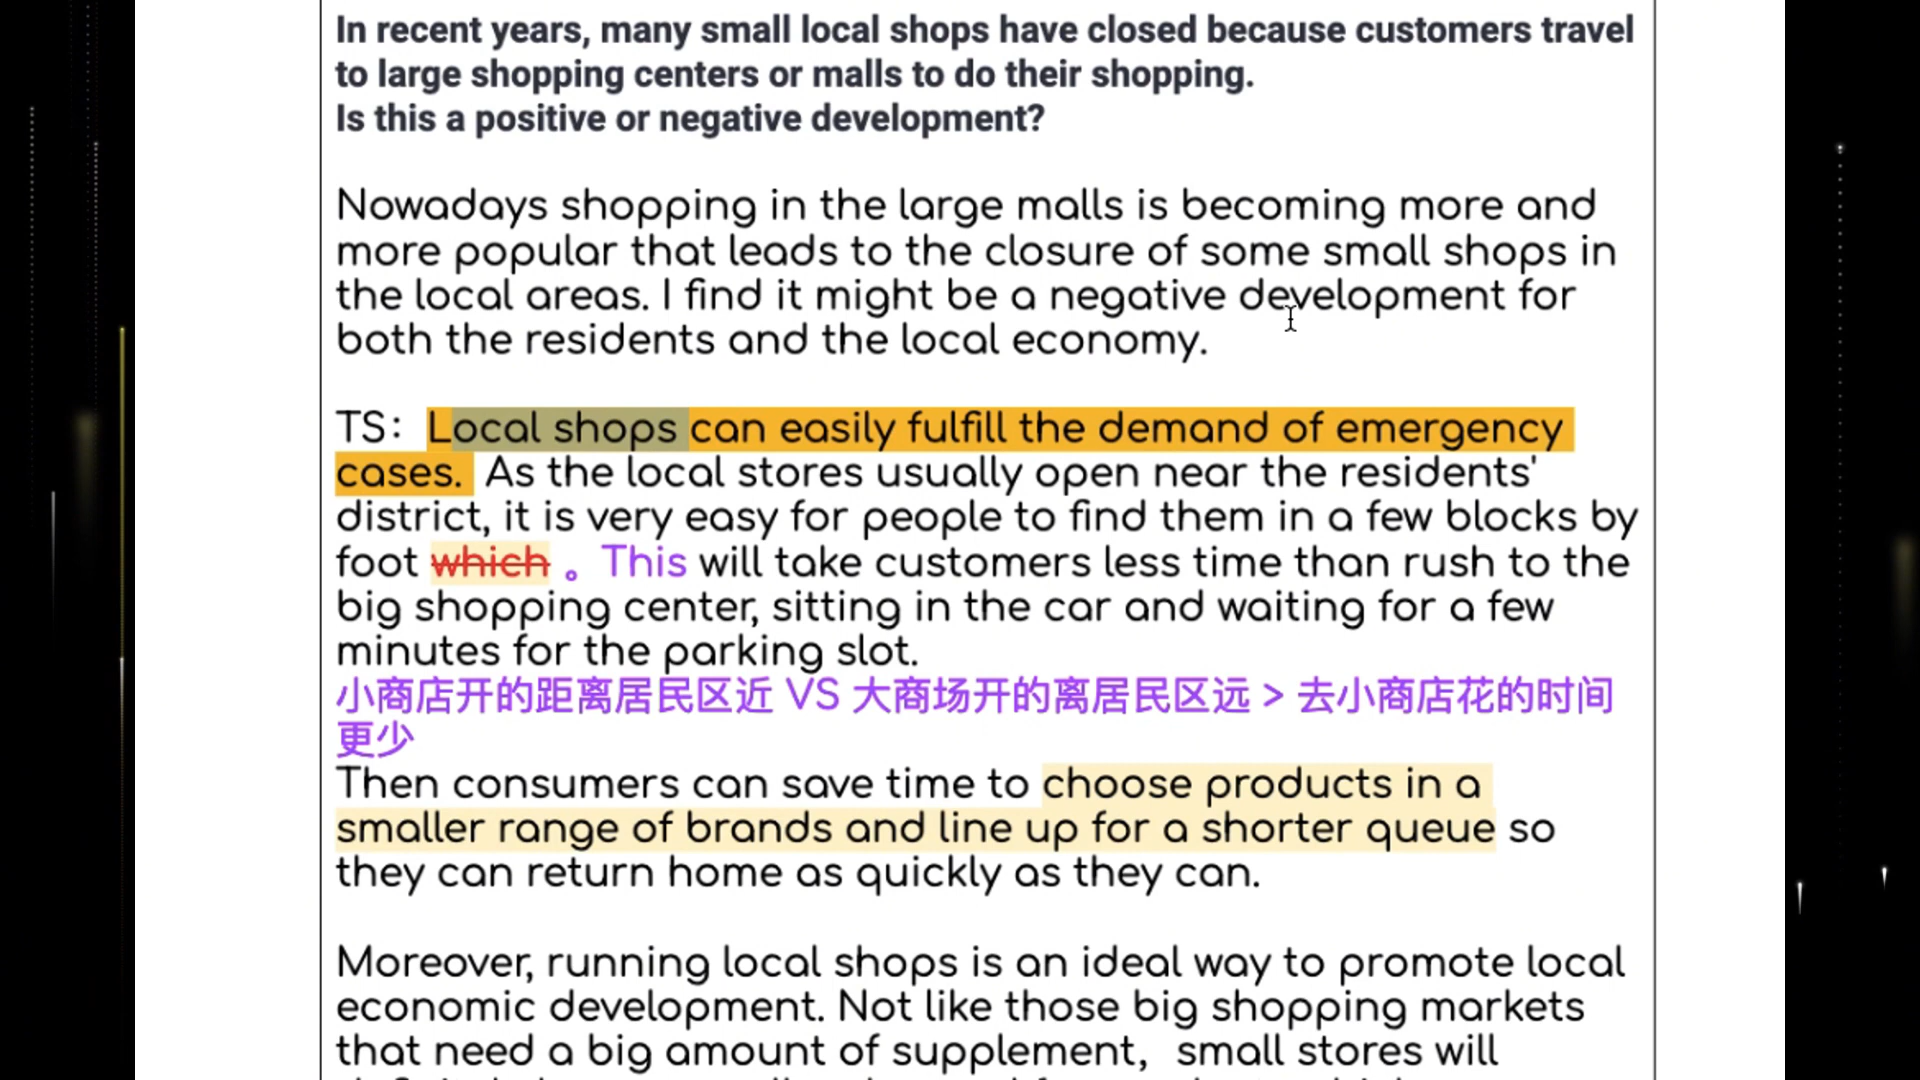 In recent years, many small local shops have closed because customers travel
to large shopping centers or malls to do their shopping.
Is this a positive or negative development?
Nowadays shopping in the large malls is becoming more and
more popular that leads to the closure of some small shops in
the local areas. I find it might be a negative development for
both the residents and the local economy.
TS: Local shops can easily fulfill the demand of emergency
cases. As the local stores usually open near the residents'
district, it is very easy for people to find them in a few blocks by
foot which 。This will take customers less time than rush to the
big shopping center, sitting in the car and waiting for a few
minutes for the parking slot.
小商店开的距离居民区近 VS 大商场开的离居民区远 > 去小商店花的时间
更少
Then consumers can save time to choose products in a
smaller range of brands and line up for a shorter queue so
they can return home as quickly as they can.
Moreover, running local shops is an ideal way to promote local
economic development. Not like those big shopping markets
that need a big amount of supplement, small stores will